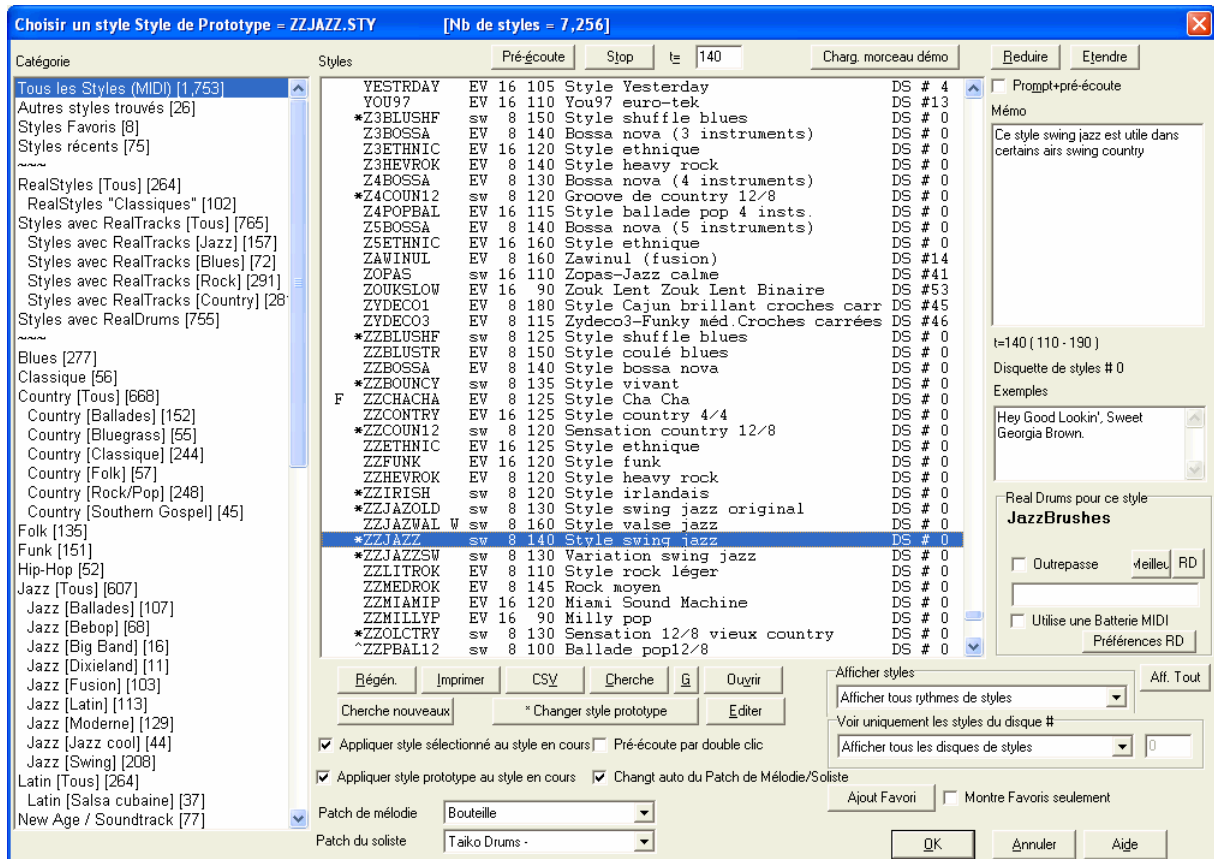 Choisir un style Style de Prototype = ZZJAZZ.STY [Nb de styles = 7,256]
Catégorie
Tous les Styles (MIDI) [1,753]
Autres styles trouvés [26]
Styles Favoris [8]
Styles récents [75]
~~~
RealStyles [Tous] [264]
RealStyles "Classiques" [102]
Styles avec RealTracks [Tous] [765]
Styles avec RealTracks [Jazz] [157]
Styles avec RealTracks [Blues] [72]
Styles avec RealTracks [Rock] [291]
Styles avec RealTracks [Country] [28
Styles avec RealDrums [755]
~~~
Blues [277]
Classique [56]
Country [Tous] [668]
Country [Ballades] [152]
Country [Bluegrass] [55]
Country [Classique] [244]
Country [Folk] [57]
Country [Rock/Pop] [248]
Country [Southern Gospel] [45]
Folk [135]
Funk [151]
Hip-Hop [52]
Jazz [Tous] [607]
Jazz [Ballades] [107]
Jazz [Bebop] [68]
Jazz [Big Band] [16]
Jazz [Dixieland] [11]
Jazz [Fusion] [103]
Jazz [Latin] [113]
Jazz [Moderne] [129]
Jazz [Jazz cool] [44]
Jazz [Swing] [208]
Latin [Tous] [264]
Latin [Salsa cubaine] [37]
New Age / Soundtrack [77]
Styles
Pré-écoute Stop t= 140 Charg. morceau démo
YESTRDAY EV 16 105 Style Yesterday DS # 4
YOU97 EV 16 110 You97 euro-tek DS #13
*Z3BLUSHF sw 8 150 Style shuffle blues DS # 0
Z3BOSSA EV 8 140 Bossa nova (3 instruments) DS # 0
Z3ETHNIC EV 16 120 Style ethnique DS # 0
Z3HEVROK EV 8 140 Style heavy rock DS # 0
Z4BOSSA EV 8 130 Bossa nova (4 instruments) DS # 0
*Z4COUN12 sw 8 120 Groove de country 12/8 DS # 0
Z4POPBAL EV 16 115 Style ballade pop 4 insts. DS # 0
Z5BOSSA EV 8 140 Bossa nova (5 instruments) DS # 0
Z5ETHNIC EV 16 160 Style ethnique DS # 0
ZAWINUL EV 8 160 Zawinul (fusion) DS #14
ZOPAS sw 16 110 Zopas-Jazz calme DS #41
ZOUKSLOW EV 16 90 Zouk Lent Zouk Lent Binaire DS #53
ZYDECO1 EV 8 180 Style Cajun brillant croches carr DS #45
ZYDECO3 EV 8 115 Zydeco3-Funky méd.Croches carrées DS #46
*ZZBLUSHF sw 8 125 Style shuffle blues DS # 0
ZZBLUSTR EV 8 150 Style coulé blues DS # 0
ZZBOSSA EV 8 140 Style bossa nova DS # 0
*ZZBOUNCY sw 8 135 Style vivant DS # 0
F ZZCHACHA EV 8 125 Style Cha Cha DS # 0
ZZCONTRY EV 16 125 Style country 4/4 DS # 0
*ZZCOUN12 sw 8 120 Sensation country 12/8 DS # 0
ZZETHNIC EV 16 125 Style ethnique DS # 0
ZZFUNK EV 16 120 Style funk DS # 0
ZZHEVROK EV 8 120 Style heavy rock DS # 0
*ZZIRISH sw 8 120 Style irlandais DS # 0
*ZZJAZOLD sw 8 130 Style swing jazz original DS # 0
ZZJAZWAL W sw 8 160 Style valse jazz DS # 0
*ZZJAZZ sw 8 140 Style swing jazz DS # 0
*ZZJAZZSW sw 8 130 Variation swing jazz DS # 0
ZZLITROK EV 8 110 Style rock léger DS # 0
ZZMEDROK EV 8 145 Rock moyen DS # 0
ZZMIAMIP EV 16 120 Miami Sound Machine DS # 0
ZZMILLYP EV 16 90 Milly pop DS # 0
*ZZOLCTRY sw 8 130 Sensation 12/8 vieux country DS # 0
^ZZPBAL12 sw 8 100 Ballade pop12/8 DS # 0
Régén. Imprimer CSV Cherche G Ouvrir
Cherche nouveaux * Changer style prototype Editer
Appliquer style sélectionné au style en cours Pré-écoute par double clic
Appliquer style prototype au style en cours Changt auto du Patch de Mélodie/Soliste
Patch de mélodie Bouteille
Patch du soliste Taiko Drums -
Reduire Etendre
Prompt+pré-écoute
Mémo
Ce style swing jazz est utile dans
certains airs swing country
t=140 ( 110 - 190 )
Disquette de styles # 0
Exemples
Hey Good Lookin', Sweet
Georgia Brown.
Real Drums pour ce style
JazzBrushes
Outrepasse Meilleu RD
Utilise une Batterie MIDI
Préférences RD
Afficher styles Aff. Tout
Afficher tous rythmes de styles
Voir uniquement les styles du disque #
Afficher tous les disques de styles 0
Ajout Favori Montre Favoris seulement
OK Annuler Aide